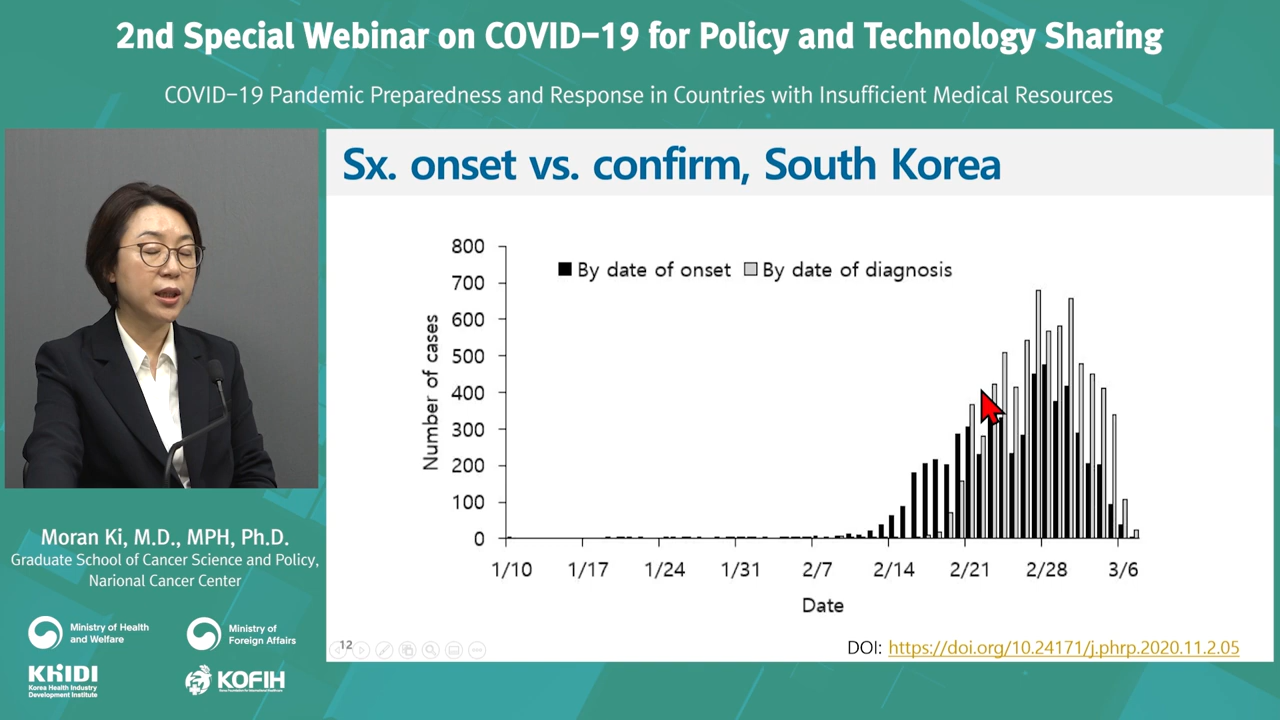 2nd Special Webinar on COVID-19 for Policy and Technology Sharing
COVID-19 Pandemic Preparedness and Response in Countries with Insufficient Medical Resources
Sx. onset vs. confirm, South Korea
By date of onset
By date of diagnosis
Number of cases
800
700
600
500
400
300
200
100
0
1/10
1/17
1/24
1/31
2/7
2/14
2/21
2/28
3/6
Date
12
DOI: https://doi.org/10.24171/j.phrp.2020.11.2.05
Moran Ki, M.D., MPH, Ph.D.
Graduate School of Cancer Science and Policy,
Narional Cancer Center
Ministry of Health
and Welfare
Ministry of
Foreign Affairs
KHIDI
Korea Health Industry
Development Institute
KOFIH